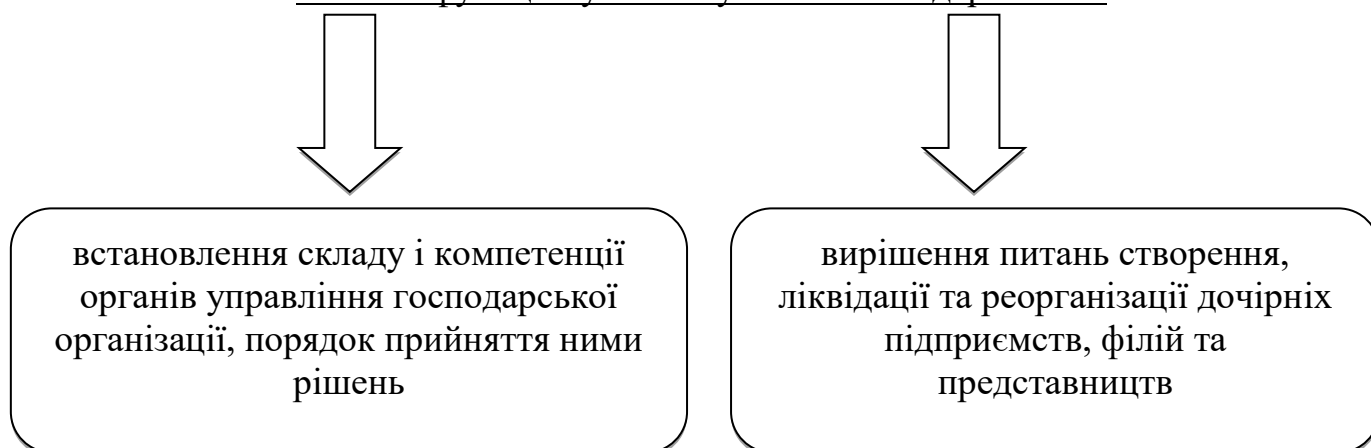 встановлення складу і компетенції
органів управління господарської
організації, порядок прийняття ними
рішень
вирішення питань створення,
ліквідації та реорганізації дочірніх
підприємств, філій та
представництв